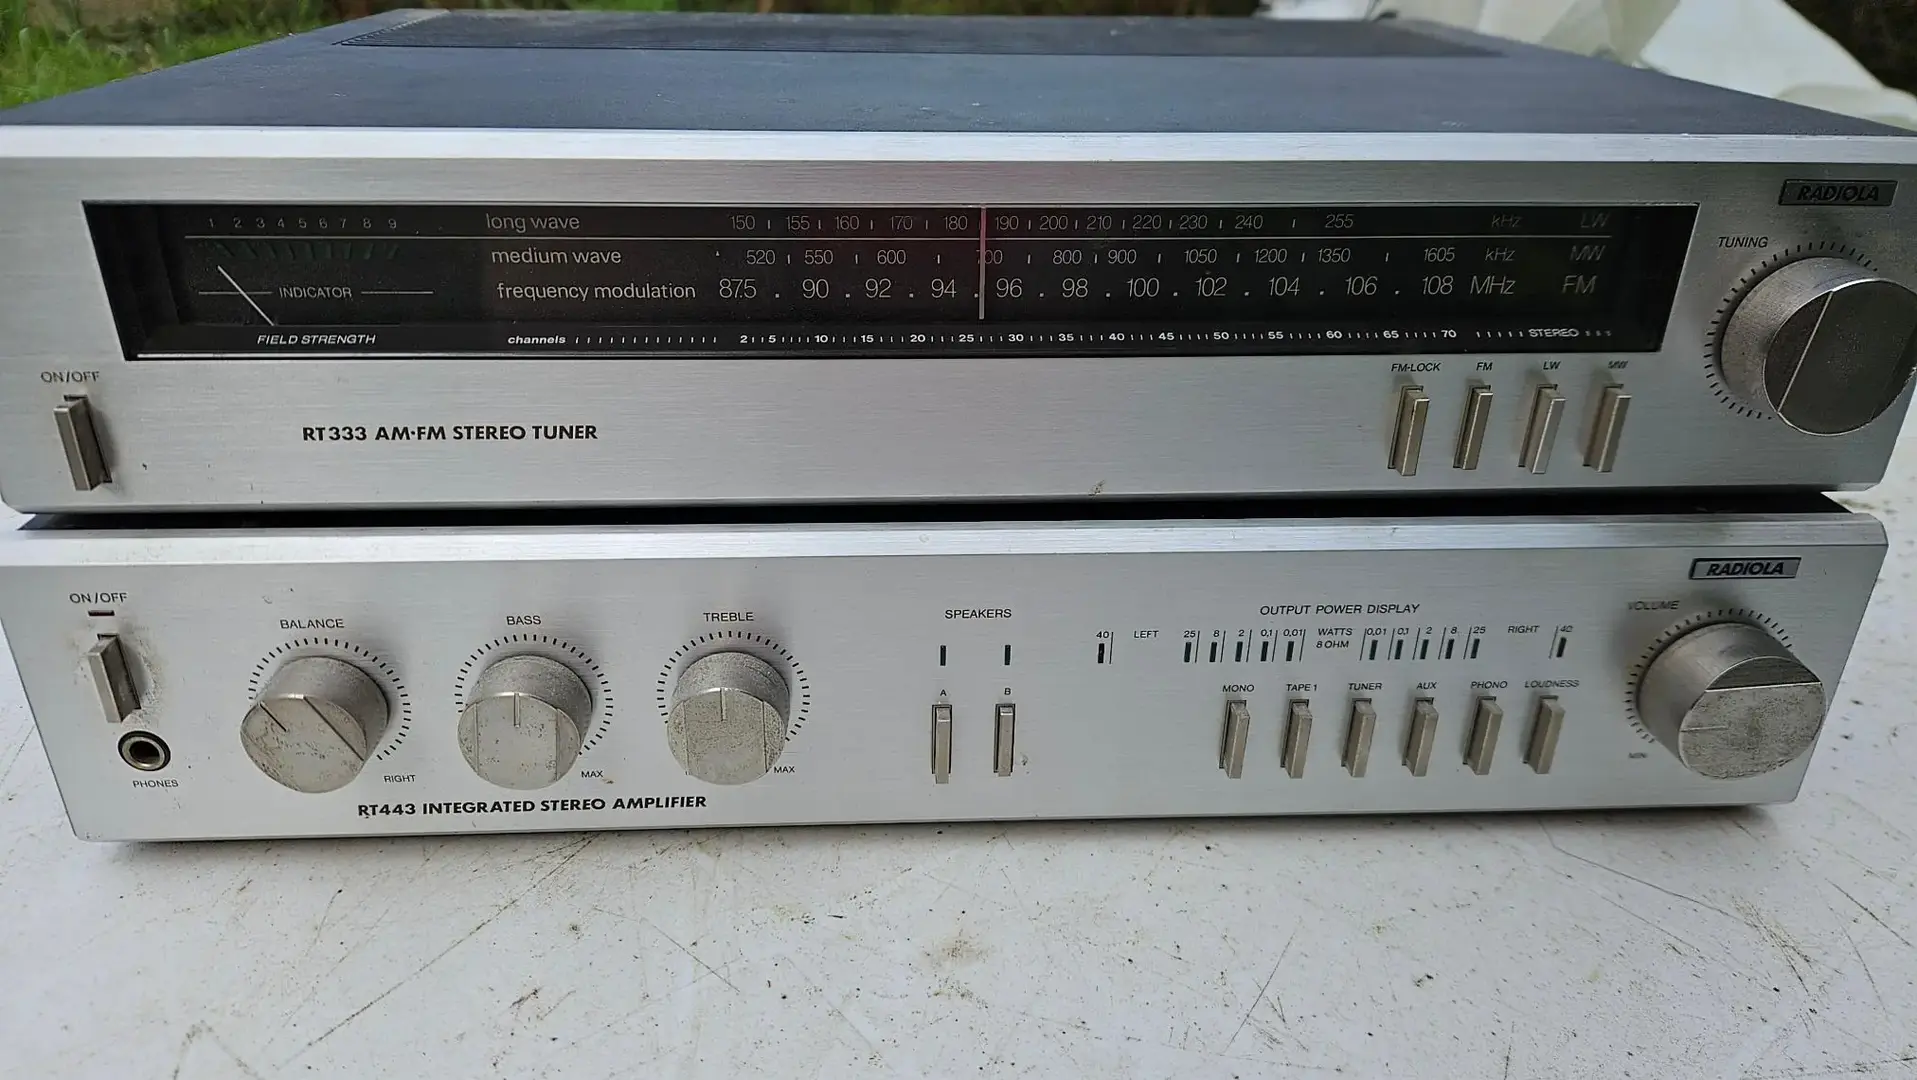 RADIOLA
1 2 3 4 5 6 7 8 9
long wave 150 155 160 170 180 190 200 210 220 230 240 255 kHz LW
medium wave 520 550 600 700 800 900 1050 1200 1350 1605 kHz MW
frequency modulation 87.5 . 90 . 92 . 94 . 96 . 98 . 100 . 102 . 104 . 106 . 108 MHz FM
INDICATOR
FIELD STRENGTH
channels 2 5 10 15 20 25 30 35 40 45 50 55 60 65 70 STEREO
TUNING
ON/OFF
FM-LOCK FM LW MW
RT333 AM·FM STEREO TUNER
RADIOLA
ON/OFF
BALANCE
BASS
TREBLE
SPEAKERS
A B
OUTPUT POWER DISPLAY
40 LEFT 25 8 2 0,1 0,01 WATTS 0,01 0,1 2 8 25 RIGHT 40
8 OHM
VOLUME
MONO TAPE 1 TUNER AUX PHONO LOUDNESS
MIN
PHONES
RIGHT
MAX
MAX
RT443 INTEGRATED STEREO AMPLIFIER